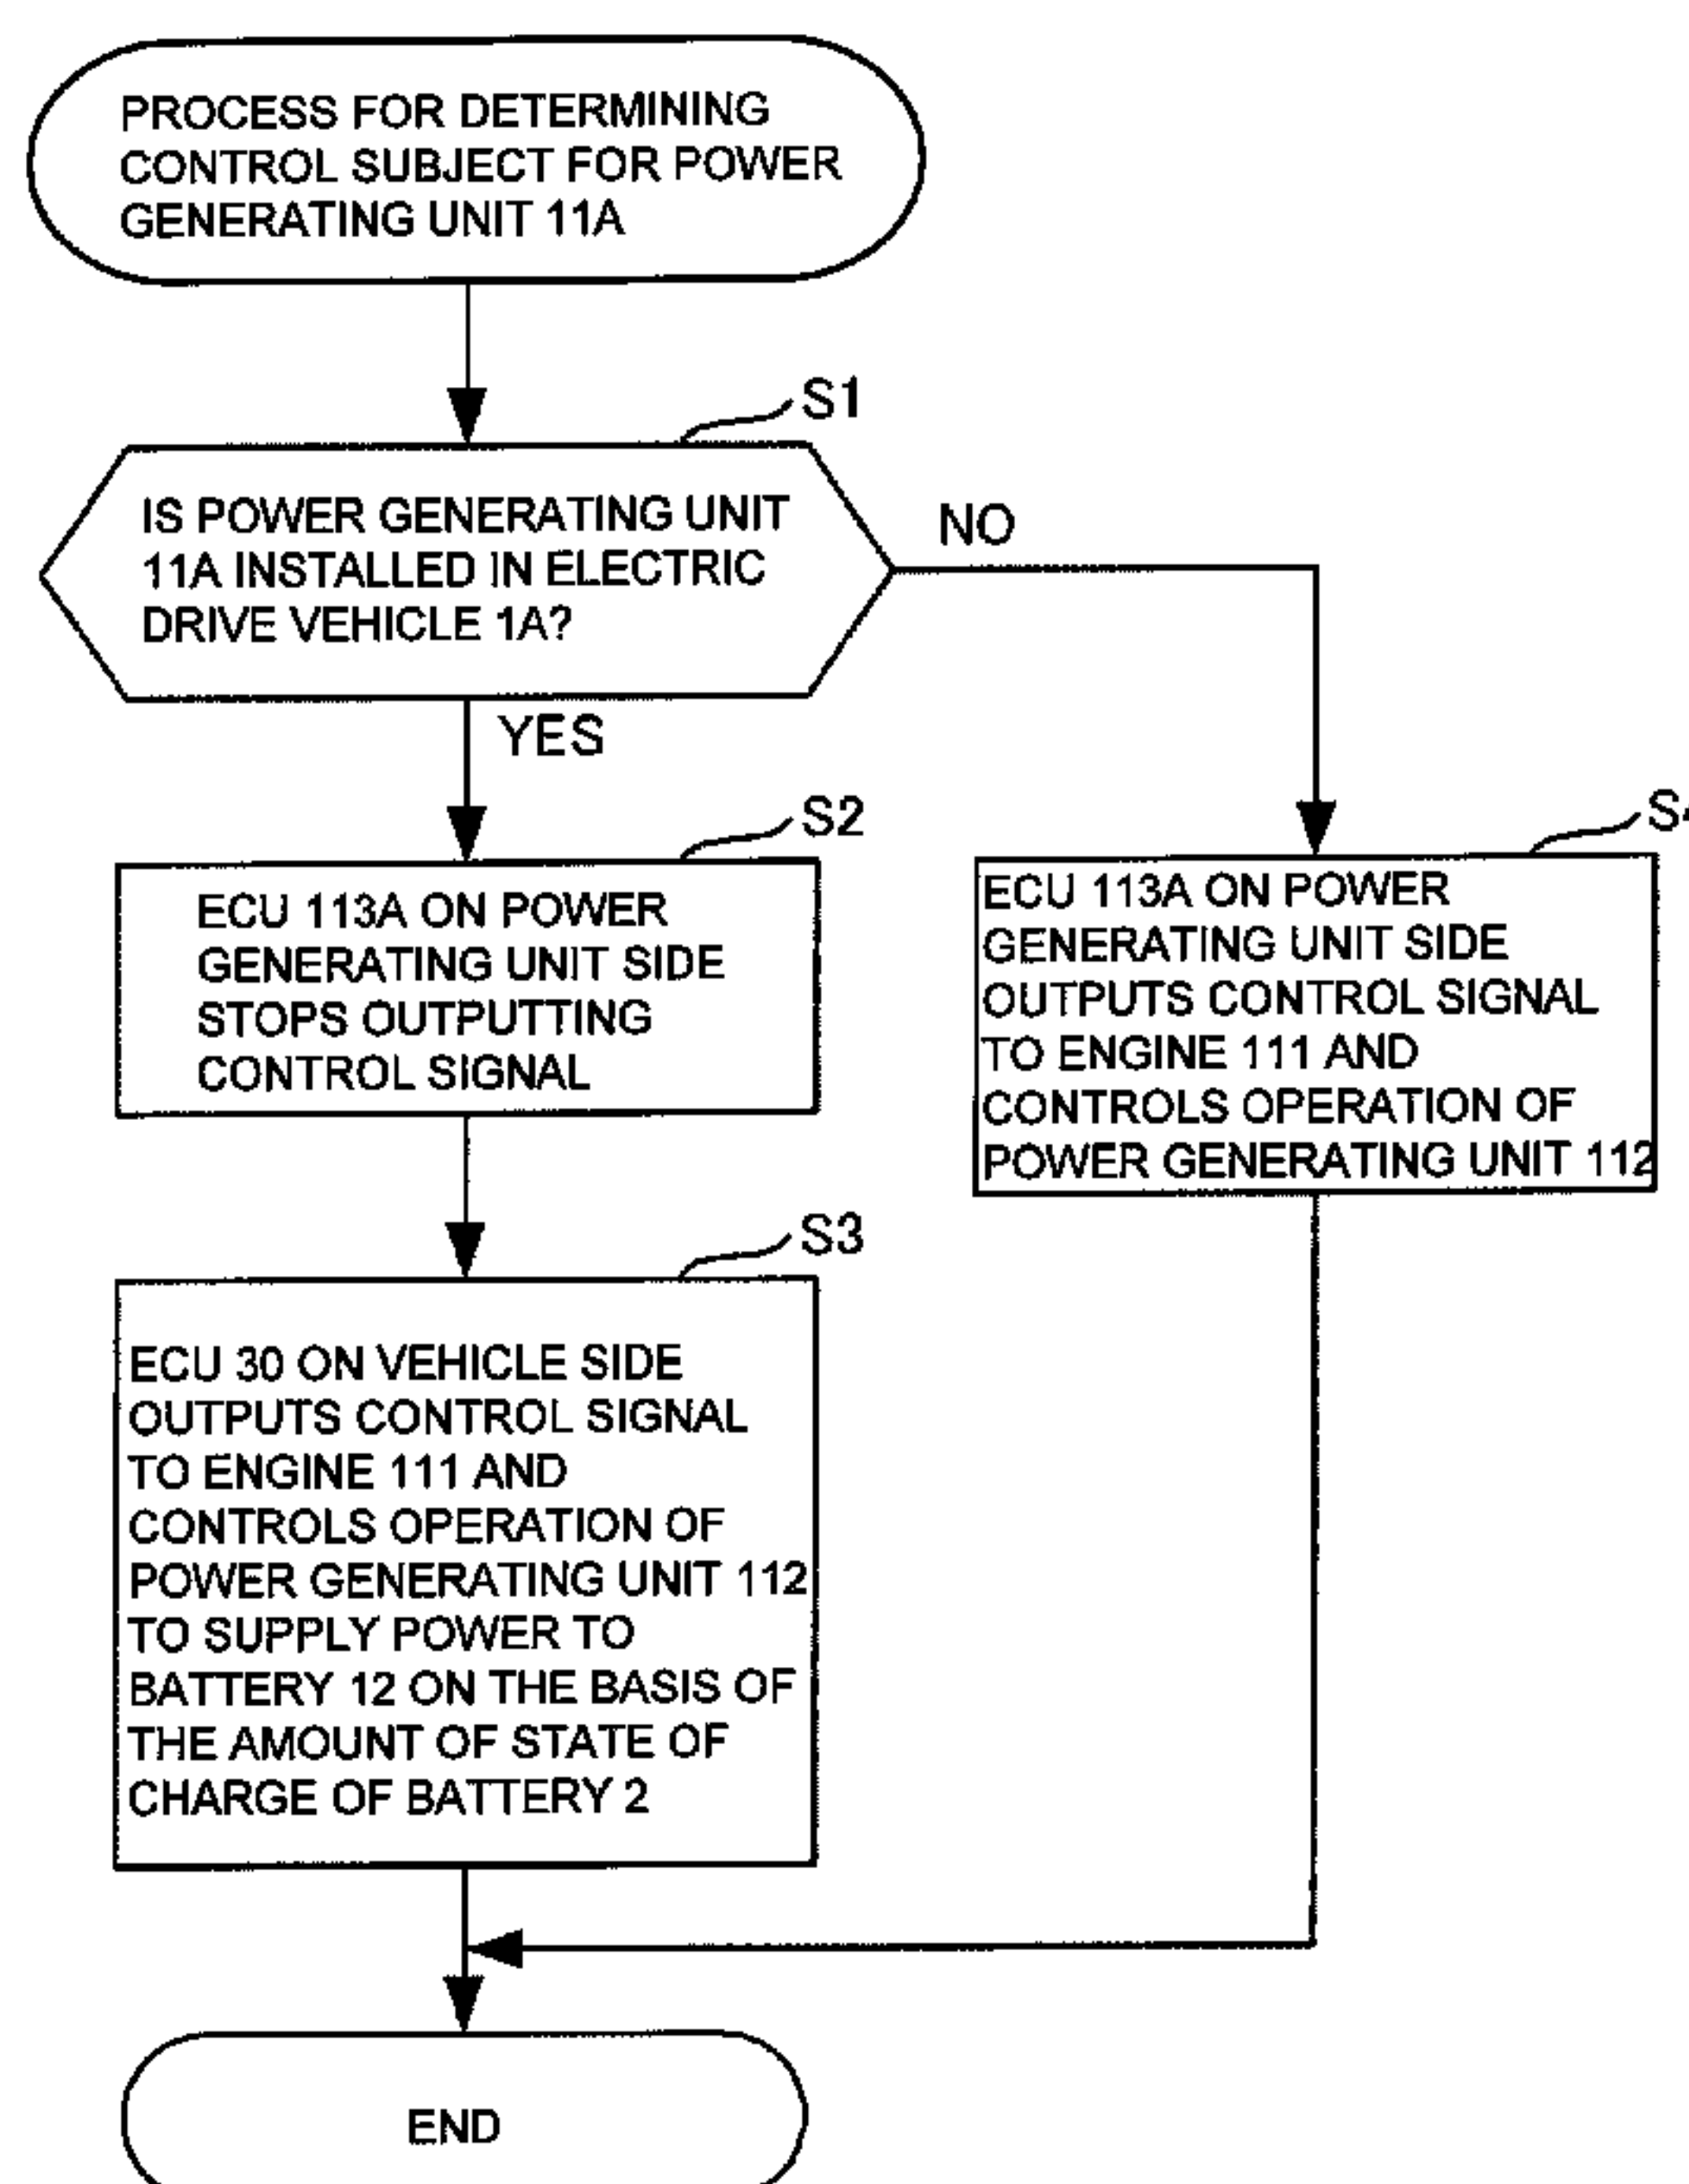 PROCESS FOR DETERMINING
CONTROL SUBJECT FOR POWER
GENERATING UNIT 11A
S1
IS POWER GENERATING UNIT
11A INSTALLED IN ELECTRIC
DRIVE VEHICLE 1A?
NO
YES
S2
ECU 113A ON POWER
GENERATING UNIT SIDE
STOPS OUTPUTTING
CONTROL SIGNAL
S4
ECU 113A ON POWER
GENERATING UNIT SIDE
OUTPUTS CONTROL SIGNAL
TO ENGINE 111 AND
CONTROLS OPERATION OF
POWER GENERATING UNIT 112
S3
ECU 30 ON VEHICLE SIDE
OUTPUTS CONTROL SIGNAL
TO ENGINE 111 AND
CONTROLS OPERATION OF
POWER GENERATING UNIT 112
TO SUPPLY POWER TO
BATTERY 12 ON THE BASIS OF
THE AMOUNT OF STATE OF
CHARGE OF BATTERY 2
END